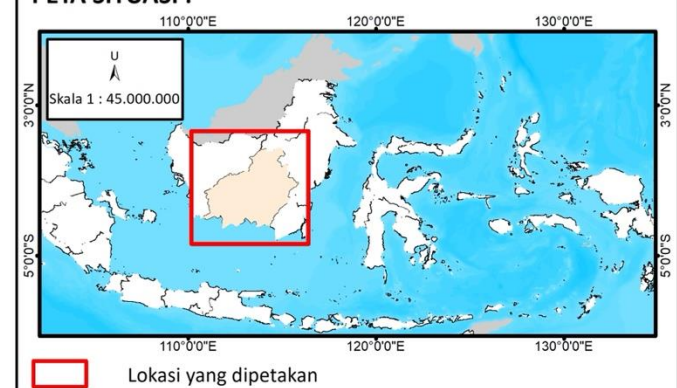 PETA SITUASI :
110°0'0"E 120°0'0"E 130°0'0"E
U
Skala 1 : 45.000.000
3°0'0"N 3°0'0"N
5°0'0"S 5°0'0"S
110°0'0"E 120°0'0"E 130°0'0"E
Lokasi yang dipetakan